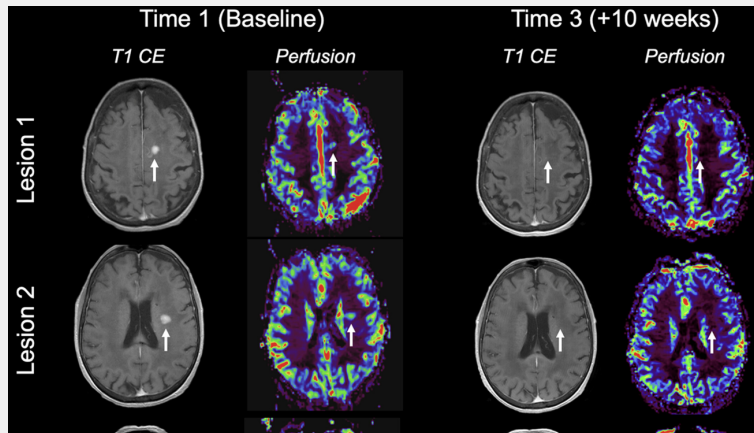 Time 1 (Baseline)
Time 3 (+10 weeks)
T1 CE
Perfusion
T1 CE
Perfusion
Lesion 1
Lesion 2